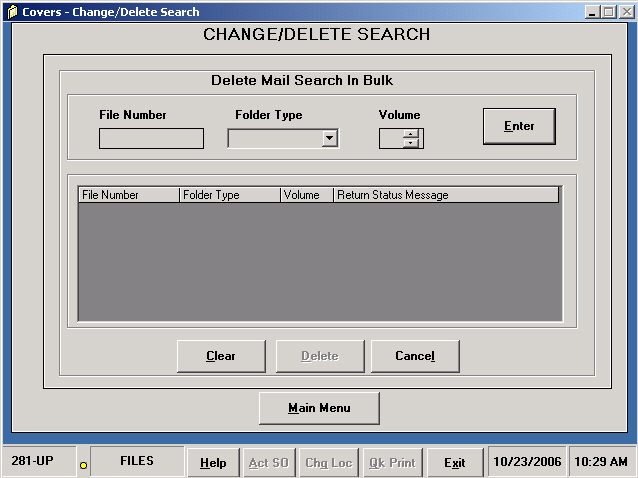 Covers - Change/Delete Search
CHANGE/DELETE SEARCH
Delete Mail Search In Bulk
File Number Folder Type Volume
Enter
File Number Folder Type Volume Return Status Message
Clear Delete Cancel
Main Menu
281-UP FILES Help Act SO Chg Loc Qk Print Exit 10/23/2006 10:29 AM